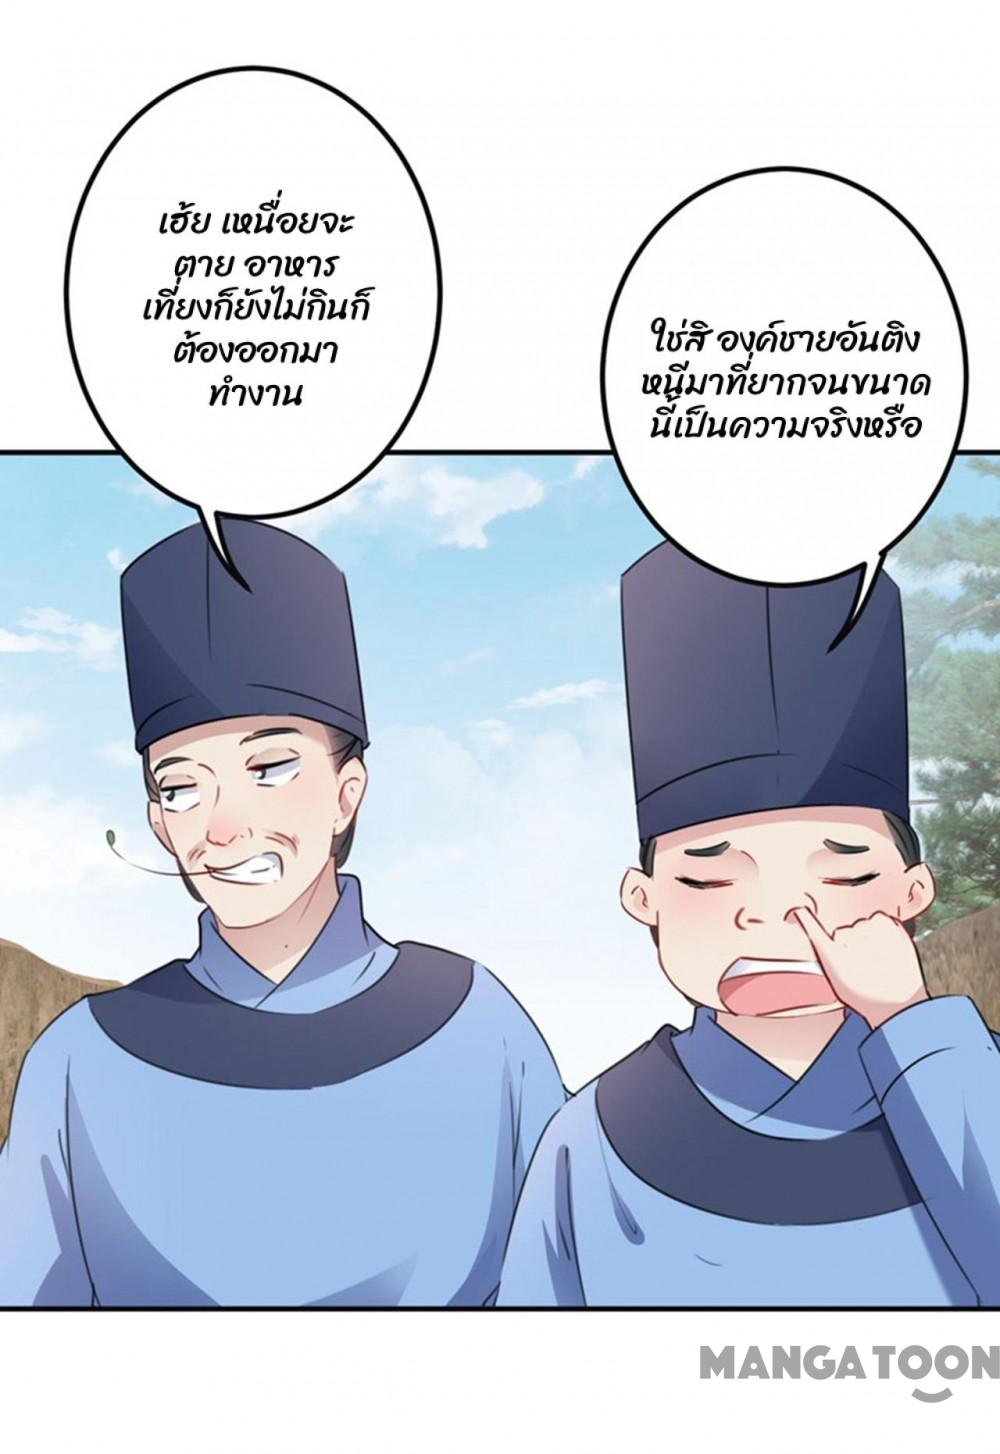 เฮ้ย เหนื่อยจะ
ตาย อาหาร
เที่ยงก็ยังไม่กินก็
ต้องออกมา
ทำงาน
ใช่สิ องค์ชายอันติง
หนีมาที่ยากจนขนาด
นี้เป็นความจริงหรือ
MANGATOON